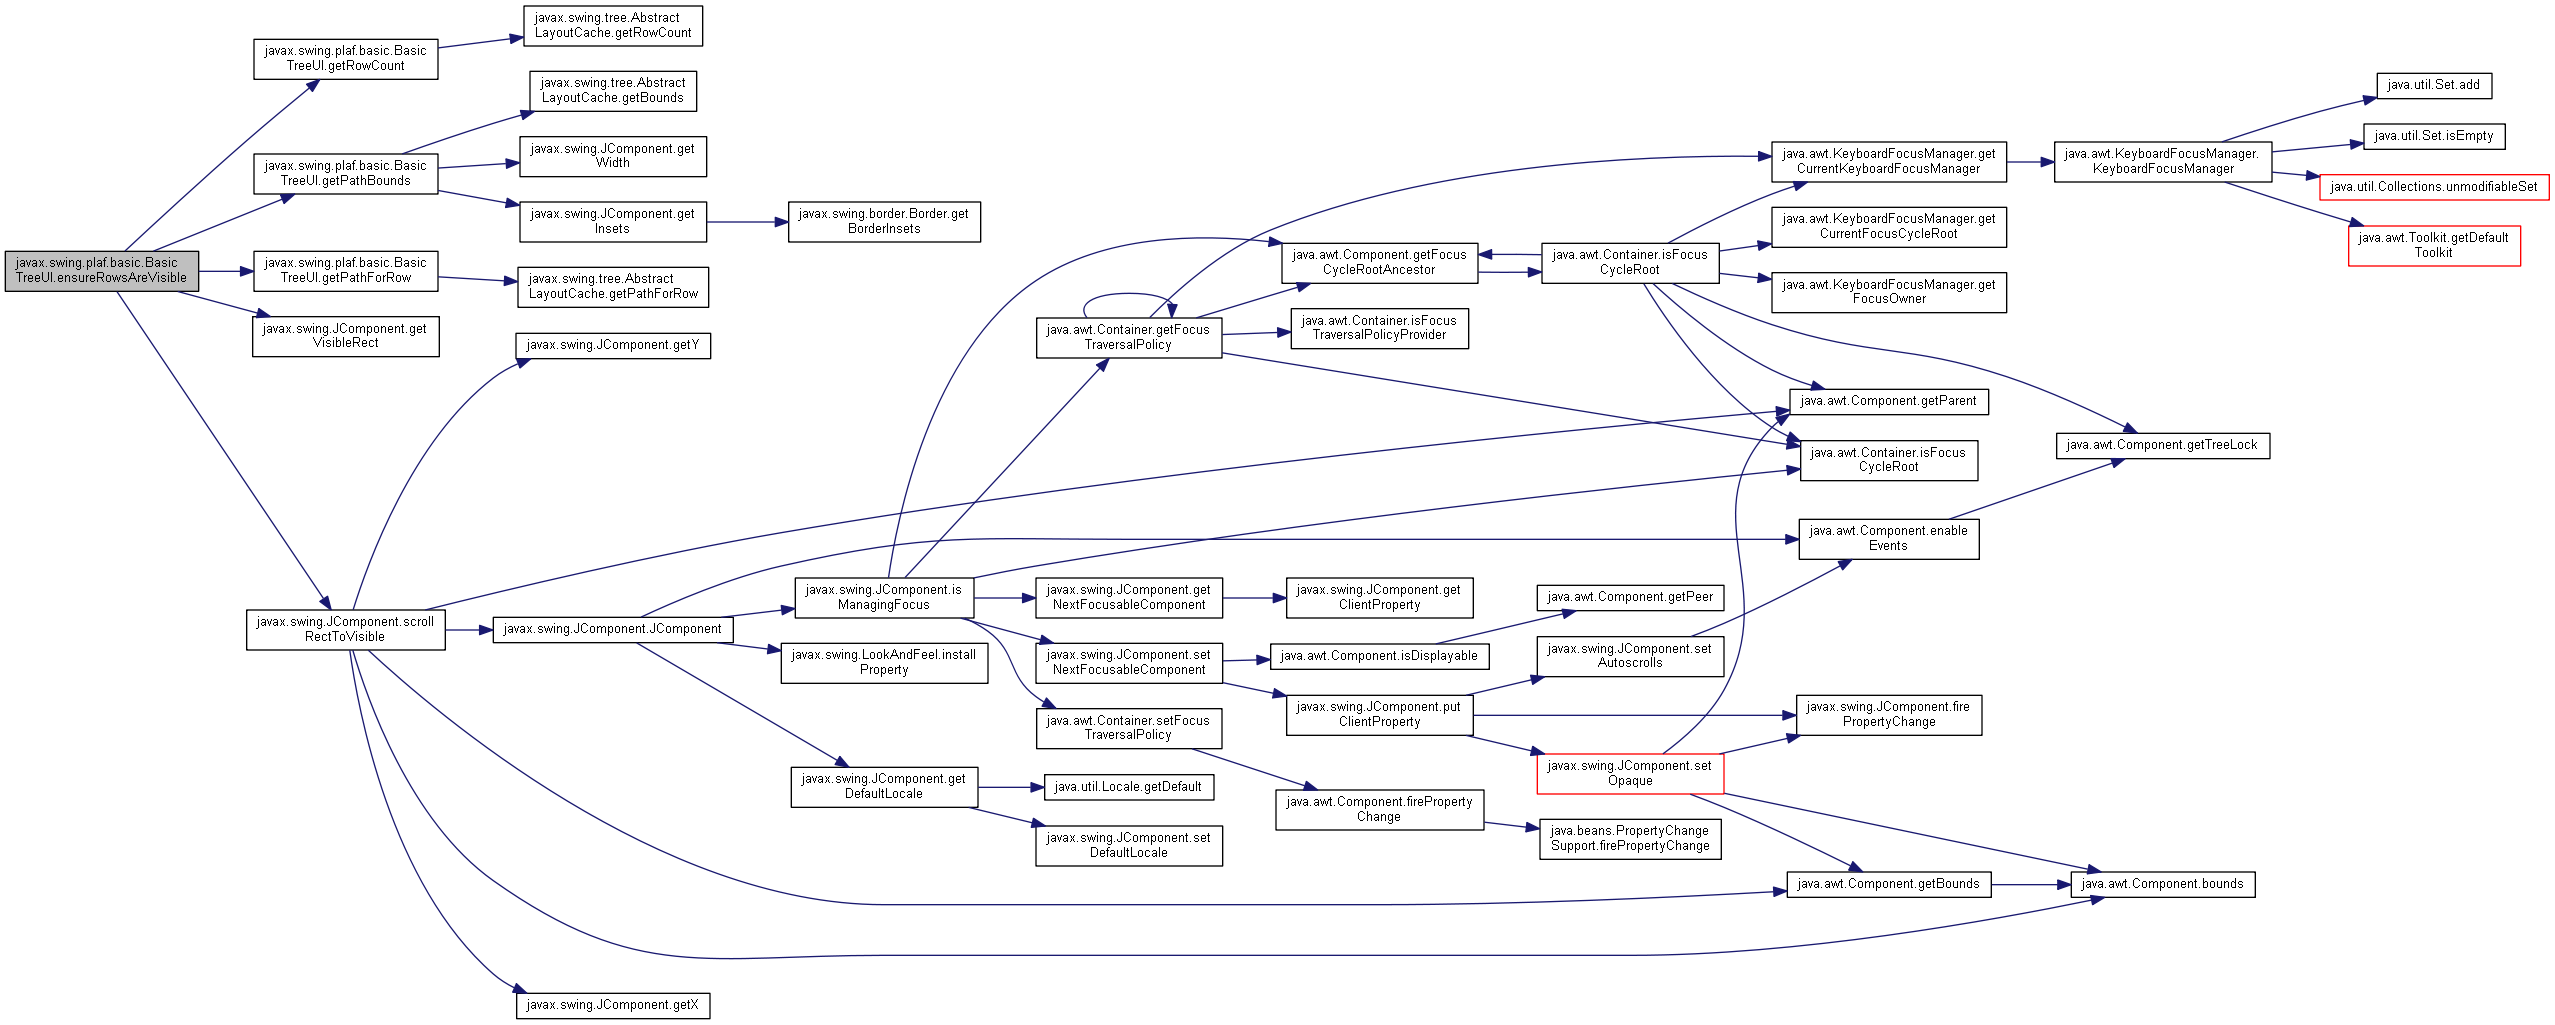 javax.swing.plaf.basic.Basic
TreeUI.ensureRowsAreVisible
javax.swing.plaf.basic.Basic
TreeUI.getRowCount
javax.swing.tree.Abstract
LayoutCache.getRowCount
javax.swing.plaf.basic.Basic
TreeUI.getPathBounds
javax.swing.tree.Abstract
LayoutCache.getBounds
javax.swing.JComponent.get
Width
javax.swing.JComponent.get
Insets
javax.swing.border.Border.get
BorderInsets
javax.swing.plaf.basic.Basic
TreeUI.getPathForRow
javax.swing.tree.Abstract
LayoutCache.getPathForRow
javax.swing.JComponent.get
VisibleRect
javax.swing.JComponent.scroll
RectToVisible
javax.swing.JComponent.getY
javax.swing.JComponent.JComponent
javax.swing.JComponent.getX
javax.swing.JComponent.is
ManagingFocus
javax.swing.LookAndFeel.install
Property
javax.swing.JComponent.get
DefaultLocale
java.awt.Container.getFocus
TraversalPolicy
javax.swing.JComponent.get
NextFocusableComponent
javax.swing.JComponent.set
NextFocusableComponent
java.awt.Container.setFocus
TraversalPolicy
java.util.Locale.getDefault
javax.swing.JComponent.set
DefaultLocale
java.awt.Component.getFocus
CycleRootAncestor
java.awt.Container.isFocus
TraversalPolicyProvider
javax.swing.JComponent.get
ClientProperty
java.awt.Component.isDisplayable
javax.swing.JComponent.put
ClientProperty
java.awt.Component.fireProperty
Change
java.awt.Container.isFocus
CycleRoot
java.awt.Component.getPeer
javax.swing.JComponent.set
Autoscrolls
javax.swing.JComponent.set
Opaque
java.beans.PropertyChange
Support.firePropertyChange
java.awt.KeyboardFocusManager.get
CurrentKeyboardFocusManager
java.awt.KeyboardFocusManager.get
CurrentFocusCycleRoot
java.awt.KeyboardFocusManager.get
FocusOwner
java.awt.Component.getParent
java.awt.Container.isFocus
CycleRoot
java.awt.Component.enable
Events
javax.swing.JComponent.fire
PropertyChange
java.awt.Component.getBounds
java.awt.KeyboardFocusManager.
KeyboardFocusManager
java.awt.Component.getTreeLock
java.awt.Component.bounds
java.util.Set.add
java.util.Set.isEmpty
java.util.Collections.unmodifiableSet
java.awt.Toolkit.getDefault
Toolkit